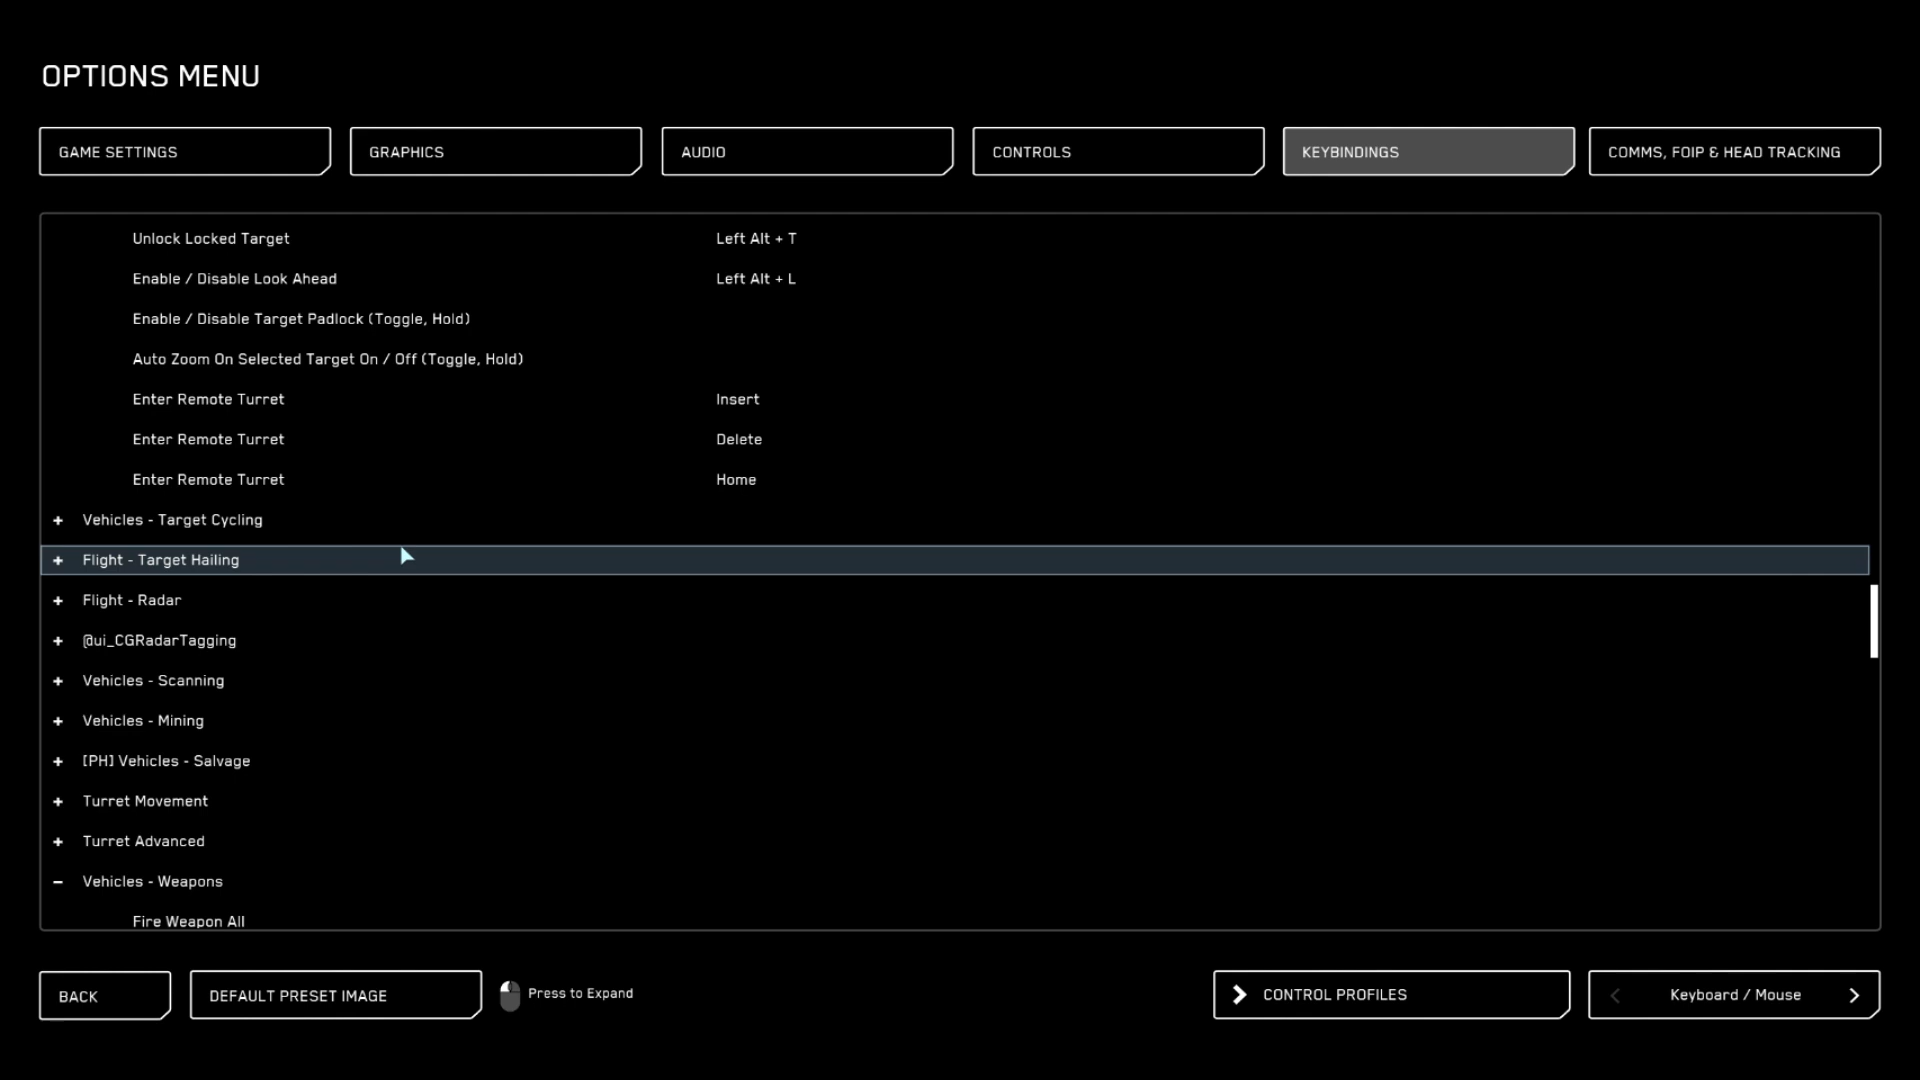 OPTIONS MENU
GAME SETTINGS
GRAPHICS
AUDIO
CONTROLS
KEYBINDINGS
COMMS, FOIP & HEAD TRACKING
Unlock Locked Target Left Alt + T
Enable / Disable Look Ahead Left Alt + L
Enable / Disable Target Padlock (Toggle, Hold)
Auto Zoom On Selected Target On / Off (Toggle, Hold)
Enter Remote Turret Insert
Enter Remote Turret Delete
Enter Remote Turret Home
+ Vehicles - Target Cycling
+ Flight - Target Hailing
+ Flight - Radar
+ @ui_CGRadarTagging
+ Vehicles - Scanning
+ Vehicles - Mining
+ [PH] Vehicles - Salvage
+ Turret Movement
+ Turret Advanced
- Vehicles - Weapons
Fire Weapon All
BACK
DEFAULT PRESET IMAGE
Press to Expand
CONTROL PROFILES
Keyboard / Mouse